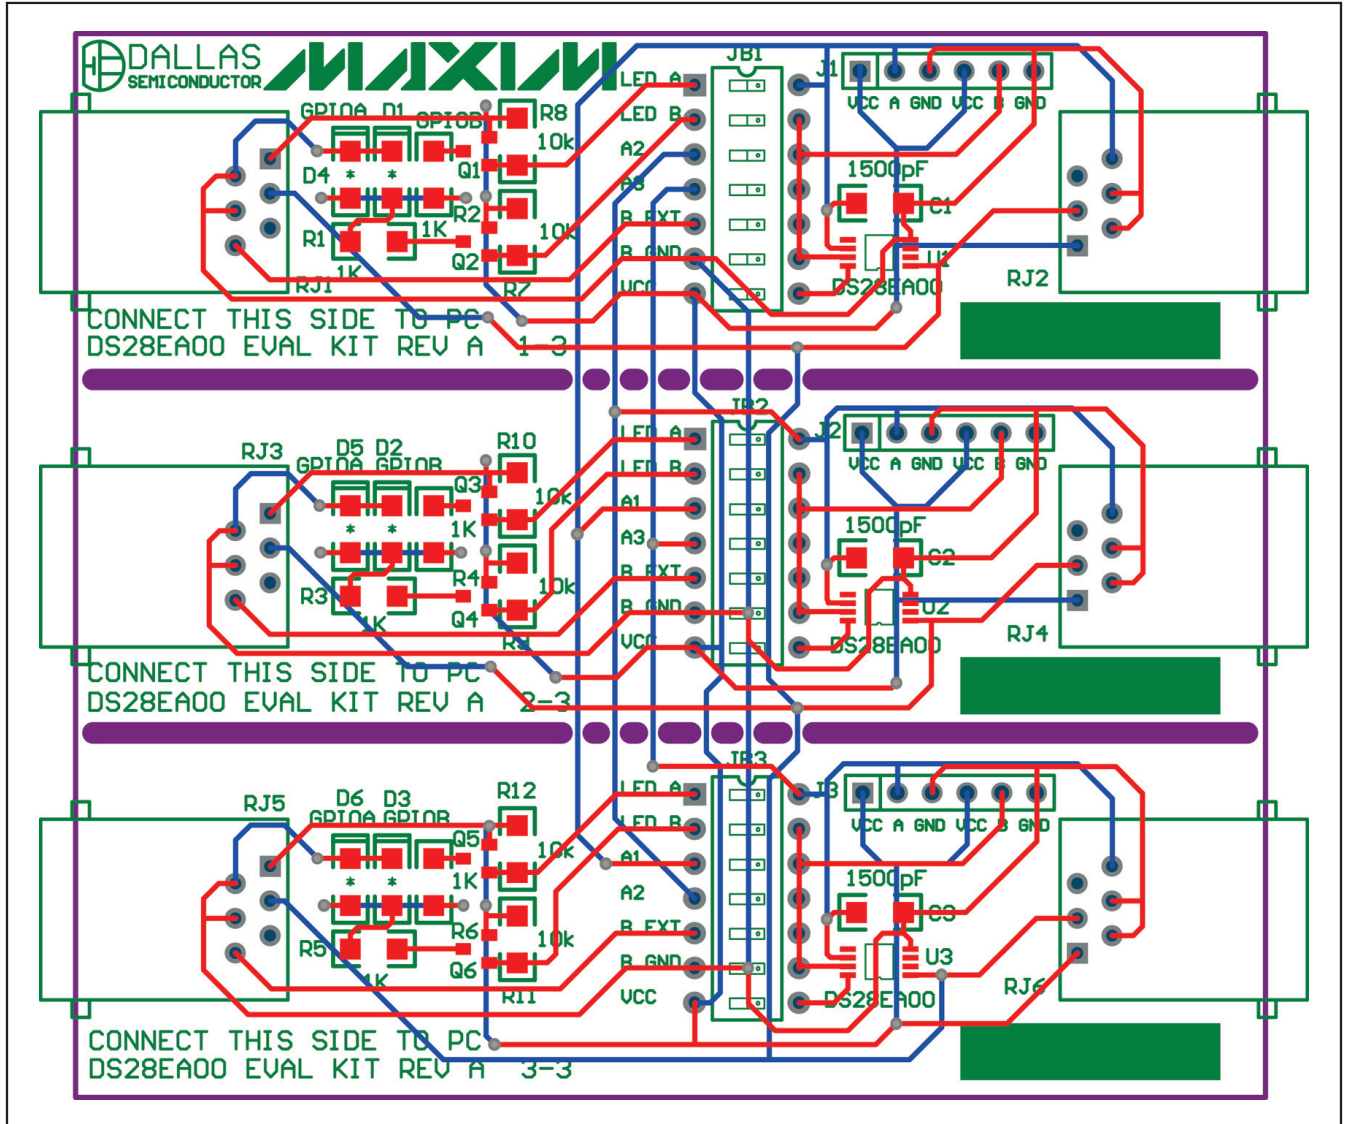 DALLAS
SEMICONDUCTOR
MAXIM
JB1
J1
VCC A GND VCC B GND
LED A
LED B
A2
A3
B EXT
B GND
VCC
GPIOA D1
GPIOB
R8
10k
D4
* *
Q1
R2
10k
R1
1K
1K
Q2
R7
RJ1
1500pF
C1
U1
DS28EA00
RJ2
CONNECT THIS SIDE TO PC
DS28EA00 EVAL KIT REV A 1-3
JB2
J2
VCC A GND VCC B GND
LED A
LED B
A1
A3
B EXT
B GND
VCC
RJ3
D5 D2
GPIOA GPIOB
R10
Q3
10k
* *
1K
R4
10k
R3
1K
Q4
R9
1500pF
C2
U2
DS28EA00
RJ4
CONNECT THIS SIDE TO PC
DS28EA00 EVAL KIT REV A 2-3
JB3
J3
VCC A GND VCC B GND
LED A
LED B
A1
A2
B EXT
B GND
VCC
RJ5
D6 D3
GPIOA GPIOB
R12
Q5
10k
* *
1K
R6
10k
R5
1K
Q6
R11
1500pF
C3
U3
DS28EA00
RJ6
CONNECT THIS SIDE TO PC
DS28EA00 EVAL KIT REV A 3-3